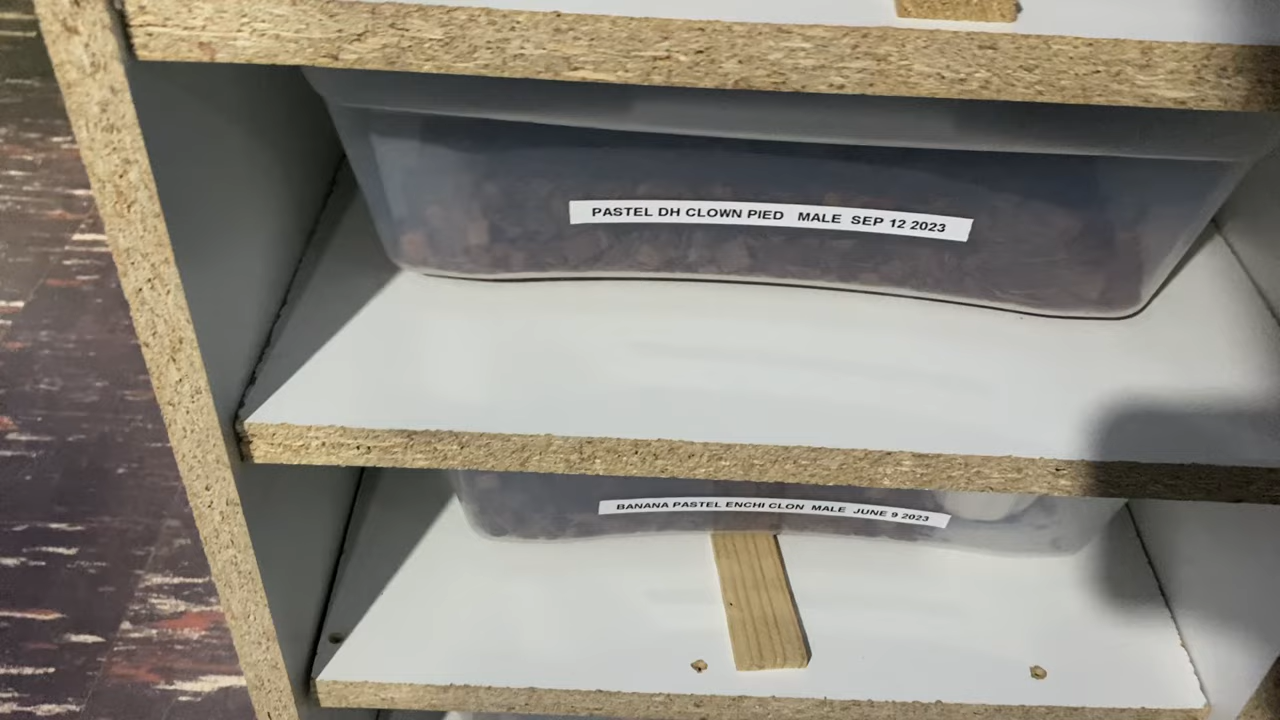 PASTEL DH CLOWN PIED MALE SEP 12 2023
BANANA PASTEL ENCHI CLON MALE JUNE 9 2023